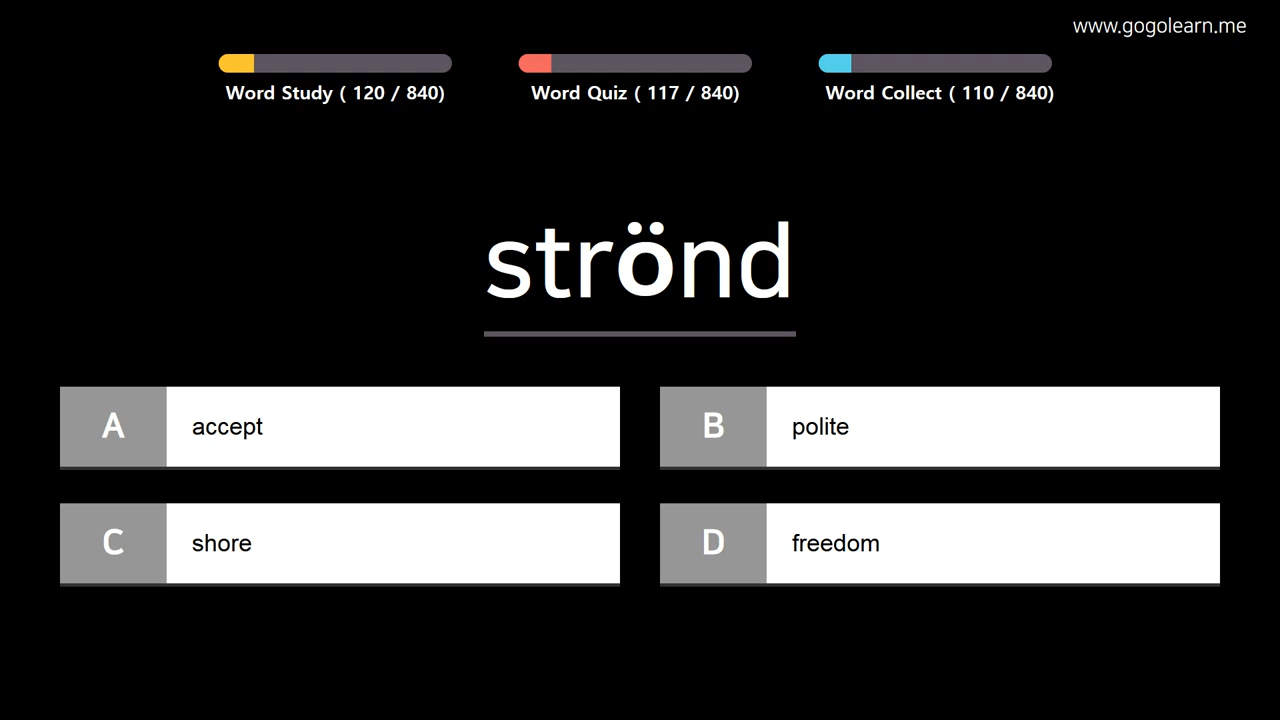 www.gogolearn.me
Word Study ( 120 / 840)
Word Quiz ( 117 / 840)
Word Collect ( 110 / 840)
strönd
A accept
B polite
C shore
D freedom